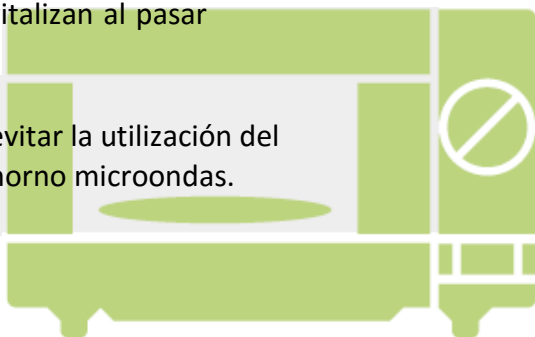 italizan al pasar
evitar la utilización del
horno microondas.